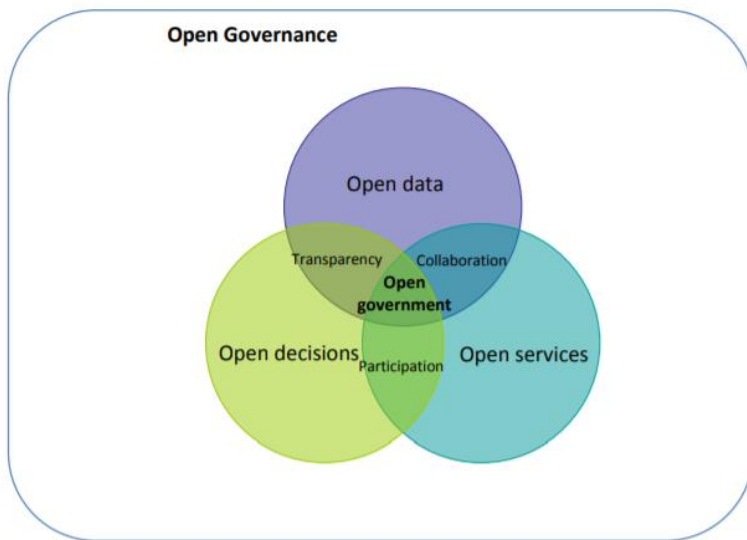 Open Governance
Open data
Transparency
Collaboration
Open
government
Open decisions
Participation
Open services